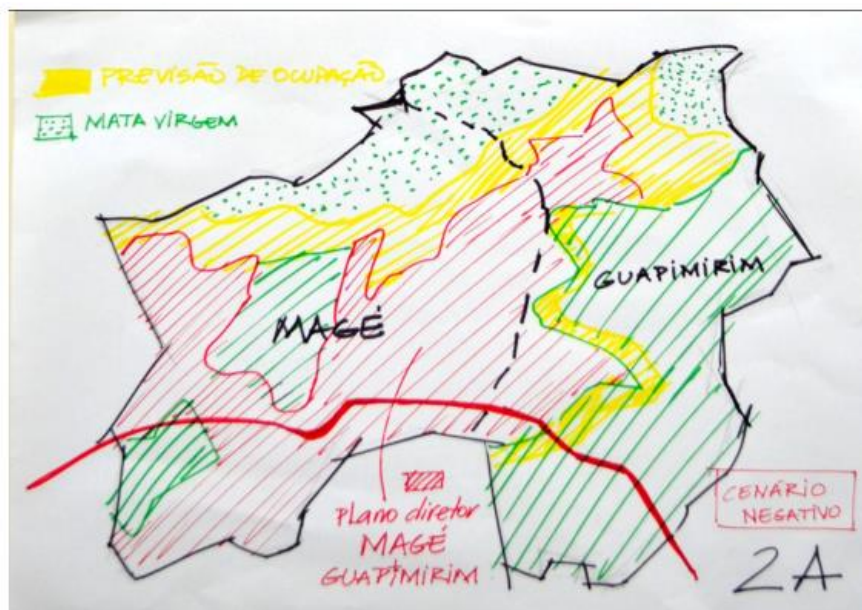 PREVISÃO DE OCUPAÇÃO
MATA VIRGEM
GUAPIMIRIM
MAGÉ
Plano diretor
MAGÉ
+
GUAPIMIRIM
CENÁRIO
NEGATIVO
2A